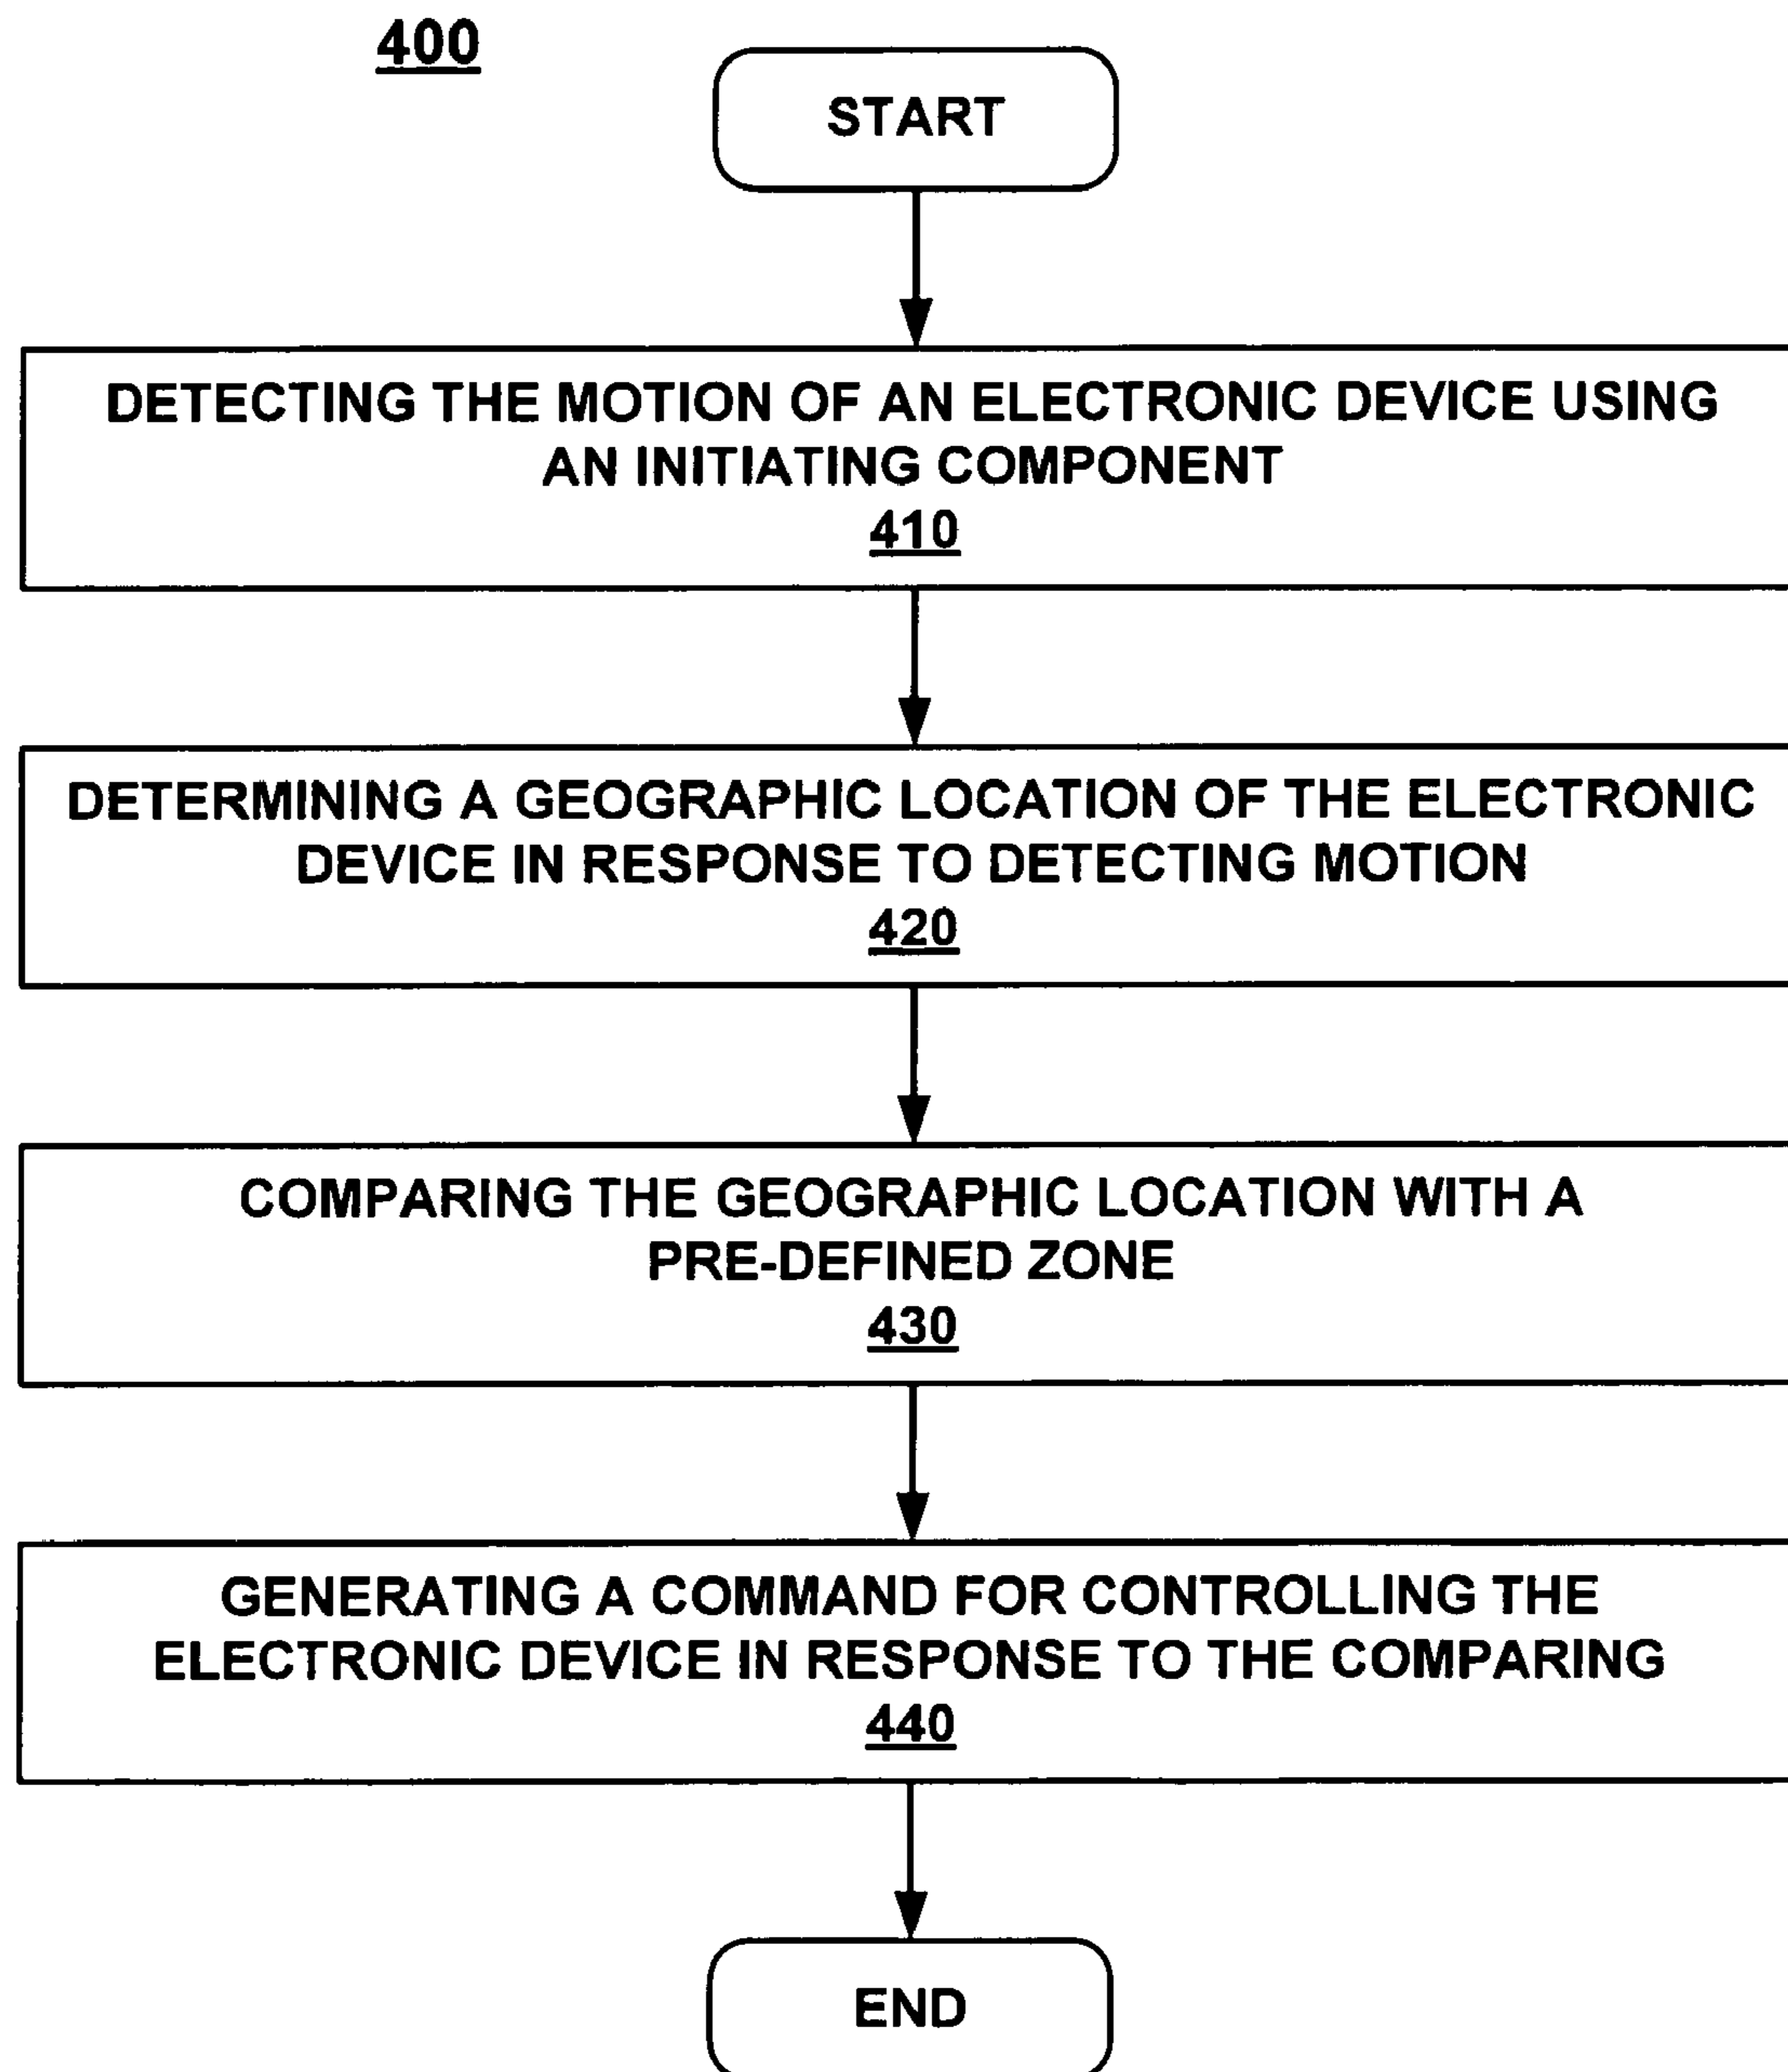 400
START
DETECTING THE MOTION OF AN ELECTRONIC DEVICE USING
AN INITIATING COMPONENT
410
DETERMINING A GEOGRAPHIC LOCATION OF THE ELECTRONIC
DEVICE IN RESPONSE TO DETECTING MOTION
420
COMPARING THE GEOGRAPHIC LOCATION WITH A
PRE-DEFINED ZONE
430
GENERATING A COMMAND FOR CONTROLLING THE
ELECTRONIC DEVICE IN RESPONSE TO THE COMPARING
440
END